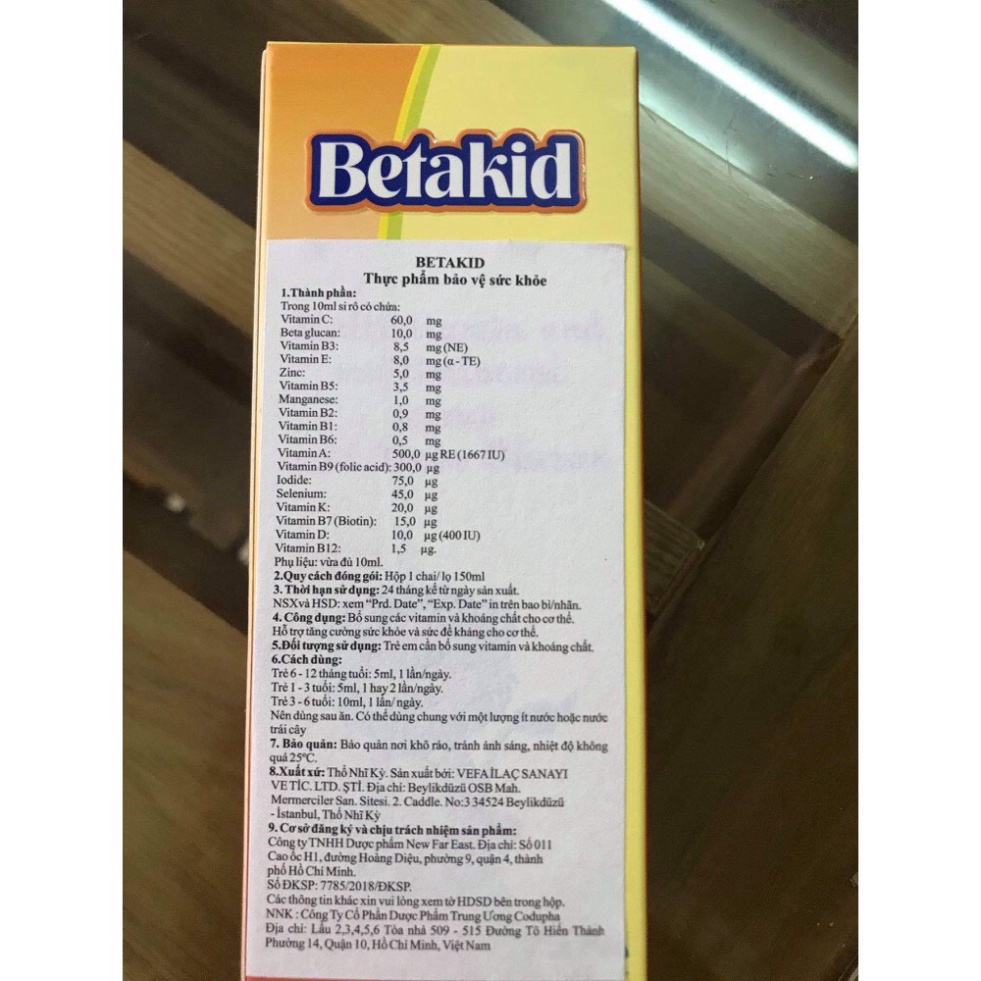 Betakid
BETAKID
Thực phẩm bảo vệ sức khỏe
1.Thành phần:
Trong 10ml si rô có chứa:
Vitamin C: 60,0 mg
Beta glucan: 10,0 mg
Vitamin B3: 8,5 mg (NE)
Vitamin E: 8,0 mg (α - TE)
Zinc: 5,0 mg
Vitamin B5: 3,5 mg
Manganese: 1,0 mg
Vitamin B2: 0,9 mg
Vitamin B1: 0,8 mg
Vitamin B6: 0,5 mg
Vitamin A: 500,0 µg RE (1667 IU)
Vitamin B9 (folic acid): 300,0 µg
Iodide: 75,0 µg
Selenium: 45,0 µg
Vitamin K: 20,0 µg
Vitamin B7 (Biotin): 15,0 µg
Vitamin D: 10,0 µg (400 IU)
Vitamin B12: 1,5 µg.
Phụ liệu: vừa đủ 10ml.
2.Quy cách đóng gói: Hộp 1 chai/ lọ 150ml
3. Thời hạn sử dụng: 24 tháng kể từ ngày sản xuất.
NSX và HSD: xem “Prd. Date”, “Exp. Date” in trên bao bì/nhãn.
4. Công dụng: Bổ sung các vitamin và khoáng chất cho cơ thể.
Hỗ trợ tăng cường sức khỏe và sức đề kháng cho cơ thể.
5.Đối tượng sử dụng: Trẻ em cần bổ sung vitamin và khoáng chất.
6.Cách dùng:
Trẻ 6 - 12 tháng tuổi: 5ml, 1 lần/ngày.
Trẻ 1 - 3 tuổi: 5ml, 1 hay 2 lần/ngày.
Trẻ 3 - 6 tuổi: 10ml, 1 lần/ ngày.
Nên dùng sau ăn. Có thể dùng chung với một lượng ít nước hoặc nước
trái cây
7. Bảo quản: Bảo quản nơi khô ráo, tránh ánh sáng, nhiệt độ không
quá 25°C.
8.Xuất xứ: Thổ Nhĩ Kỳ. Sản xuất bởi: VEFA İLAÇ SANAYI
VE TİC. LTD. ŞTİ. Địa chỉ: Beylikdüzü OSB Mah.
Mermerciler San. Sitesi. 2. Caddle. No:3 34524 Beylikdüzü
- İstanbul, Thổ Nhĩ Kỳ
9. Cơ sở đăng ký và chịu trách nhiệm sản phẩm:
Công ty TNHH Dược phẩm New Far East. Địa chỉ: Số 011
Cao ốc H1, đường Hoàng Diệu, phường 9, quận 4, thành
phố Hồ Chí Minh.
Số ĐKSP: 7785/2018/ĐKSP.
Các thông tin khác xin vui lòng xem tờ HDSD bên trong hộp.
NNK : Công Ty Cổ Phần Dược Phẩm Trung Ương Codupha
Địa chỉ: Lầu 2,3,4,5,6 Tòa nhà 509 - 515 Đường Tô Hiến Thành
Phường 14, Quận 10, Hồ Chí Minh, Việt Nam